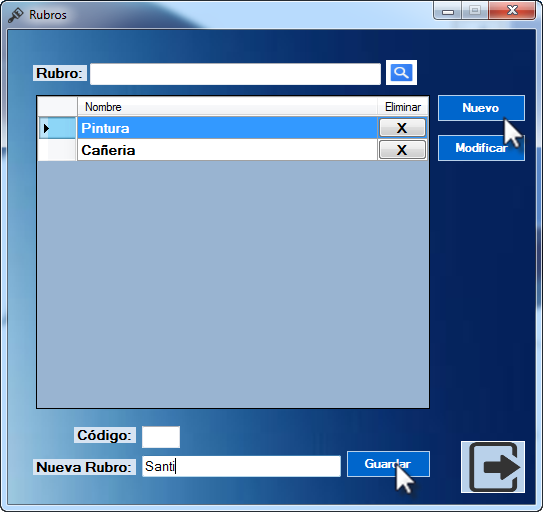 Rubros
Rubro:
Nombre Eliminar
Nuevo
Pintura X
Cañeria X
Modificar
Código:
Nueva Rubro: Santi
Guardar